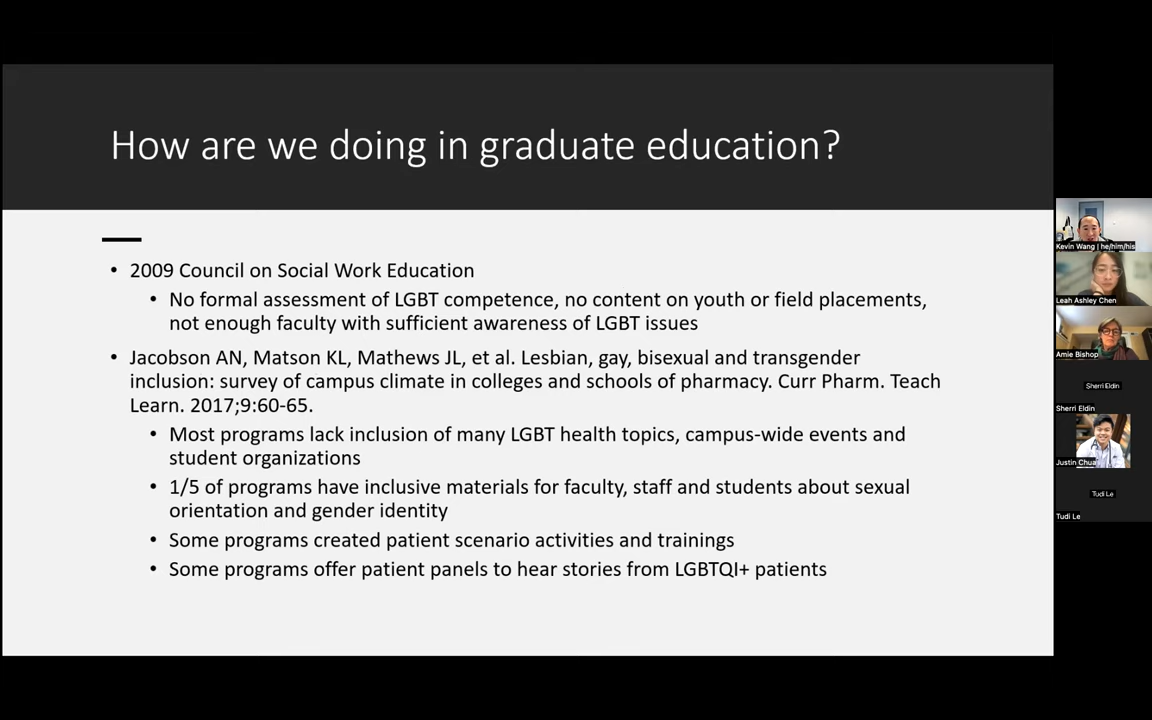 How are we doing in graduate education?
• 2009 Council on Social Work Education
• No formal assessment of LGBT competence, no content on youth or field placements,
not enough faculty with sufficient awareness of LGBT issues
• Jacobson AN, Matson KL, Mathews JL, et al. Lesbian, gay, bisexual and transgender
inclusion: survey of campus climate in colleges and schools of pharmacy. Curr Pharm. Teach
Learn. 2017;9:60-65.
• Most programs lack inclusion of many LGBT health topics, campus-wide events and
student organizations
• 1/5 of programs have inclusive materials for faculty, staff and students about sexual
orientation and gender identity
• Some programs created patient scenario activities and trainings
• Some programs offer patient panels to hear stories from LGBTQI+ patients
Kevin Wang | he/him/his
Leah Ashley Chen
Amie Bishop
Sherri Eldin
Sherri Eldin
Justin Chua
Tudi Le
Tudi Le